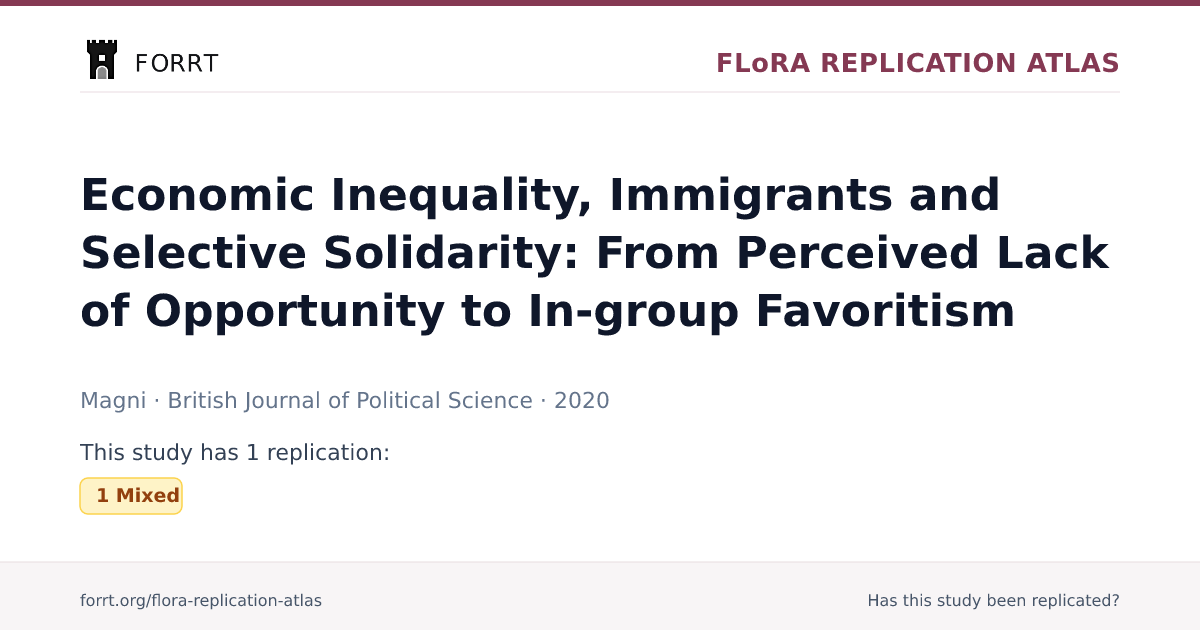 FORRT
FLoRA REPLICATION ATLAS
Economic Inequality, Immigrants and
Selective Solidarity: From Perceived Lack
of Opportunity to In-group Favoritism
Magni · British Journal of Political Science · 2020
This study has 1 replication:
1 Mixed
forrt.org/flora-replication-atlas
Has this study been replicated?